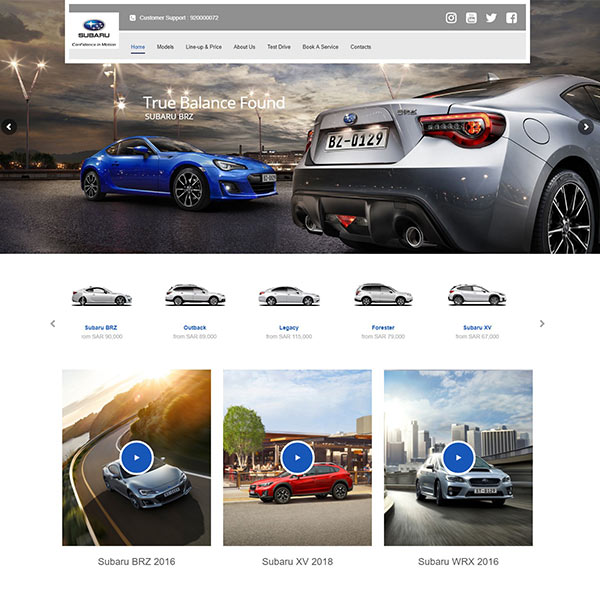 SUBARU
Confidence in Motion
Customer Support : 920000072
Home Models Line-up & Price About Us Test Drive Book A Service Contacts
True Balance Found
SUBARU BRZ
BZ-0129
Subaru BRZ Outback Legacy Forester Subaru XV
rom SAR 90,000 from SAR 89,000 from SAR 115,000 from SAR 79,000 from SAR 67,000
Subaru BRZ 2016 Subaru XV 2018 Subaru WRX 2016